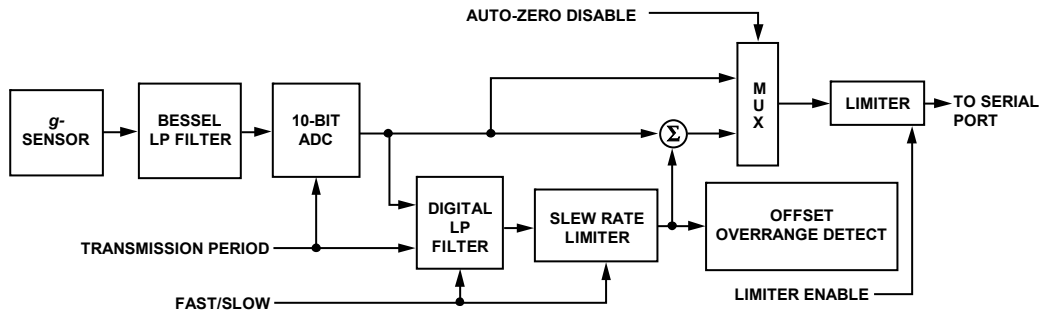 AUTO-ZERO DISABLE
g-
SENSOR
BESSEL
LP FILTER
10-BIT
ADC
Σ
M
U
X
LIMITER
TO SERIAL
PORT
DIGITAL
LP
FILTER
SLEW RATE
LIMITER
OFFSET
OVERRANGE DETECT
TRANSMISSION PERIOD
FAST/SLOW
LIMITER ENABLE